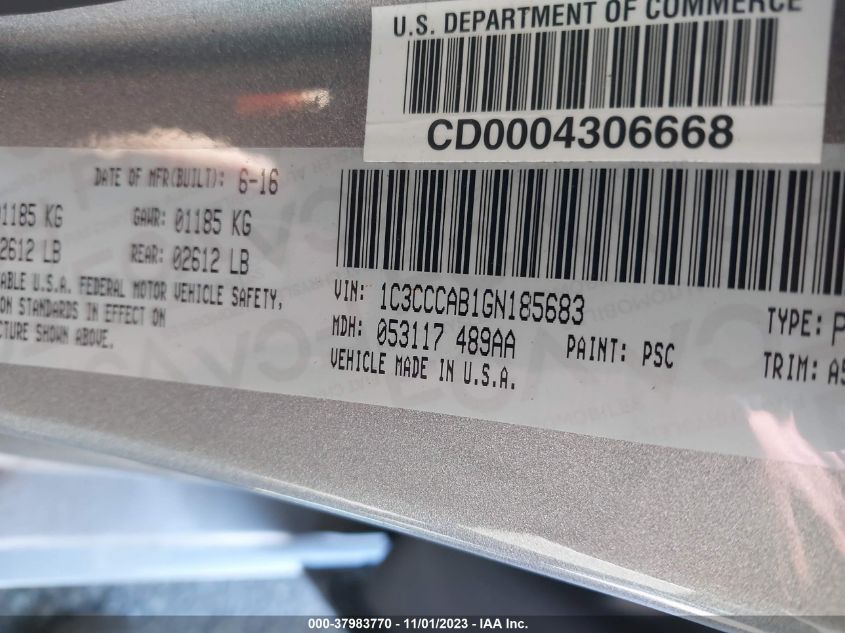 U.S. DEPARTMENT OF COMMERCE
CD0004306668
DATE OF MFR(BUILT): 6-16
01185 KG GAWR: 01185 KG
2612 LB REAR: 02612 LB
ABLE U.S.A. FEDERAL MOTOR VEHICLE SAFETY,
ON STANDARDS IN EFFECT ON
CTURE SHOWN ABOVE.
VIN: 1C3CCCAB1GN185683
MDH: 053117 489AA PAINT: PSC
VEHICLE MADE IN U.S.A.
TYPE: P
TRIM: A5
000-37983770 - 11/01/2023 - IAA Inc.